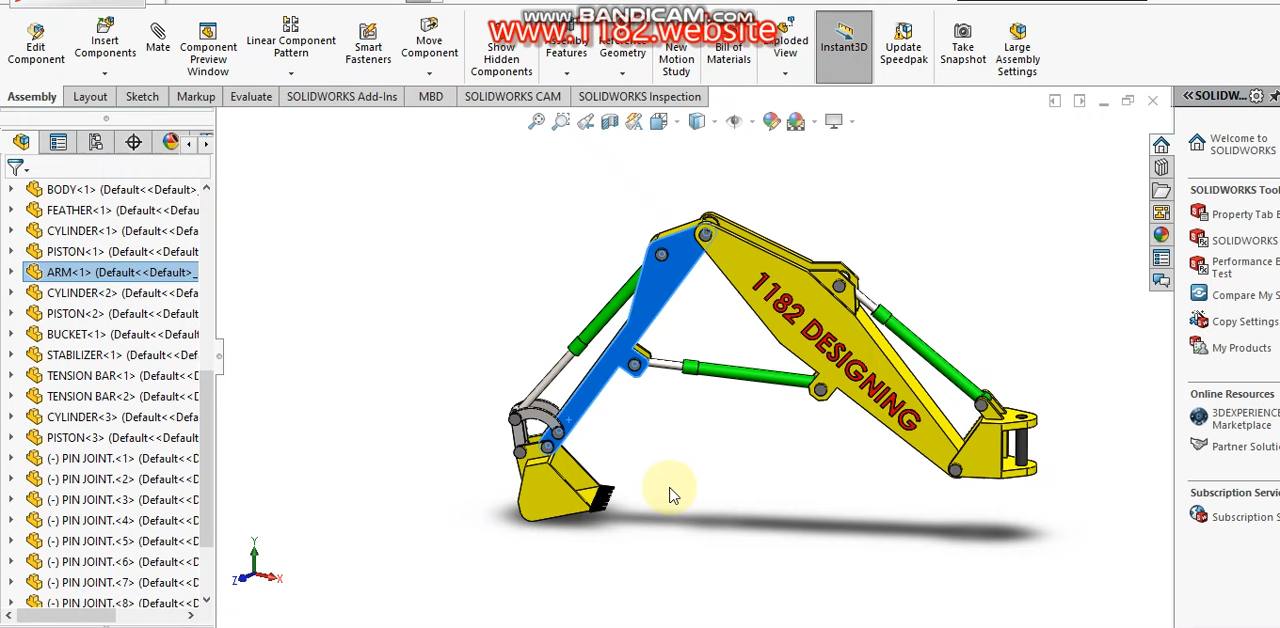 www.BANDICAM.com
www.1182.website
Edit Component
Insert Components
Mate
Component Preview Window
Linear Component Pattern
Smart Fasteners
Move Component
Show Hidden Components
Assembly Features
Reference Geometry
New Motion Study
Bill of Materials
Exploded View
Instant3D
Update Speedpak
Take Snapshot
Large Assembly Settings
Assembly
Layout
Sketch
Markup
Evaluate
SOLIDWORKS Add-Ins
MBD
SOLIDWORKS CAM
SOLIDWORKS Inspection
SOLIDW...
BODY<1> (Default<<Default>_
FEATHER<1> (Default<<Defau
CYLINDER<1> (Default<<Defa
PISTON<1> (Default<<Default
ARM<1> (Default<<Default>_
CYLINDER<2> (Default<<Defa
PISTON<2> (Default<<Default
BUCKET<1> (Default<<Default
STABILIZER<1> (Default<<Def
TENSION BAR<1> (Default<<D
TENSION BAR<2> (Default<<D
CYLINDER<3> (Default<<Defa
PISTON<3> (Default<<Default
(-) PIN JOINT.<1> (Default<<D
(-) PIN JOINT.<2> (Default<<D
(-) PIN JOINT.<3> (Default<<D
(-) PIN JOINT.<4> (Default<<D
(-) PIN JOINT.<5> (Default<<D
(-) PIN JOINT.<6> (Default<<D
(-) PIN JOINT.<7> (Default<<D
(-) PIN JOINT.<8> (Default<<D
1182 DESIGNING
Y
Z
X
Welcome to
SOLIDWORKS
SOLIDWORKS Too
Property Tab B
SOLIDWORKS
Performance B
Test
Compare My S
Copy Settings
My Products
Online Resources
3DEXPERIENCE
Marketplace
Partner Solutio
Subscription Servic
Subscription S